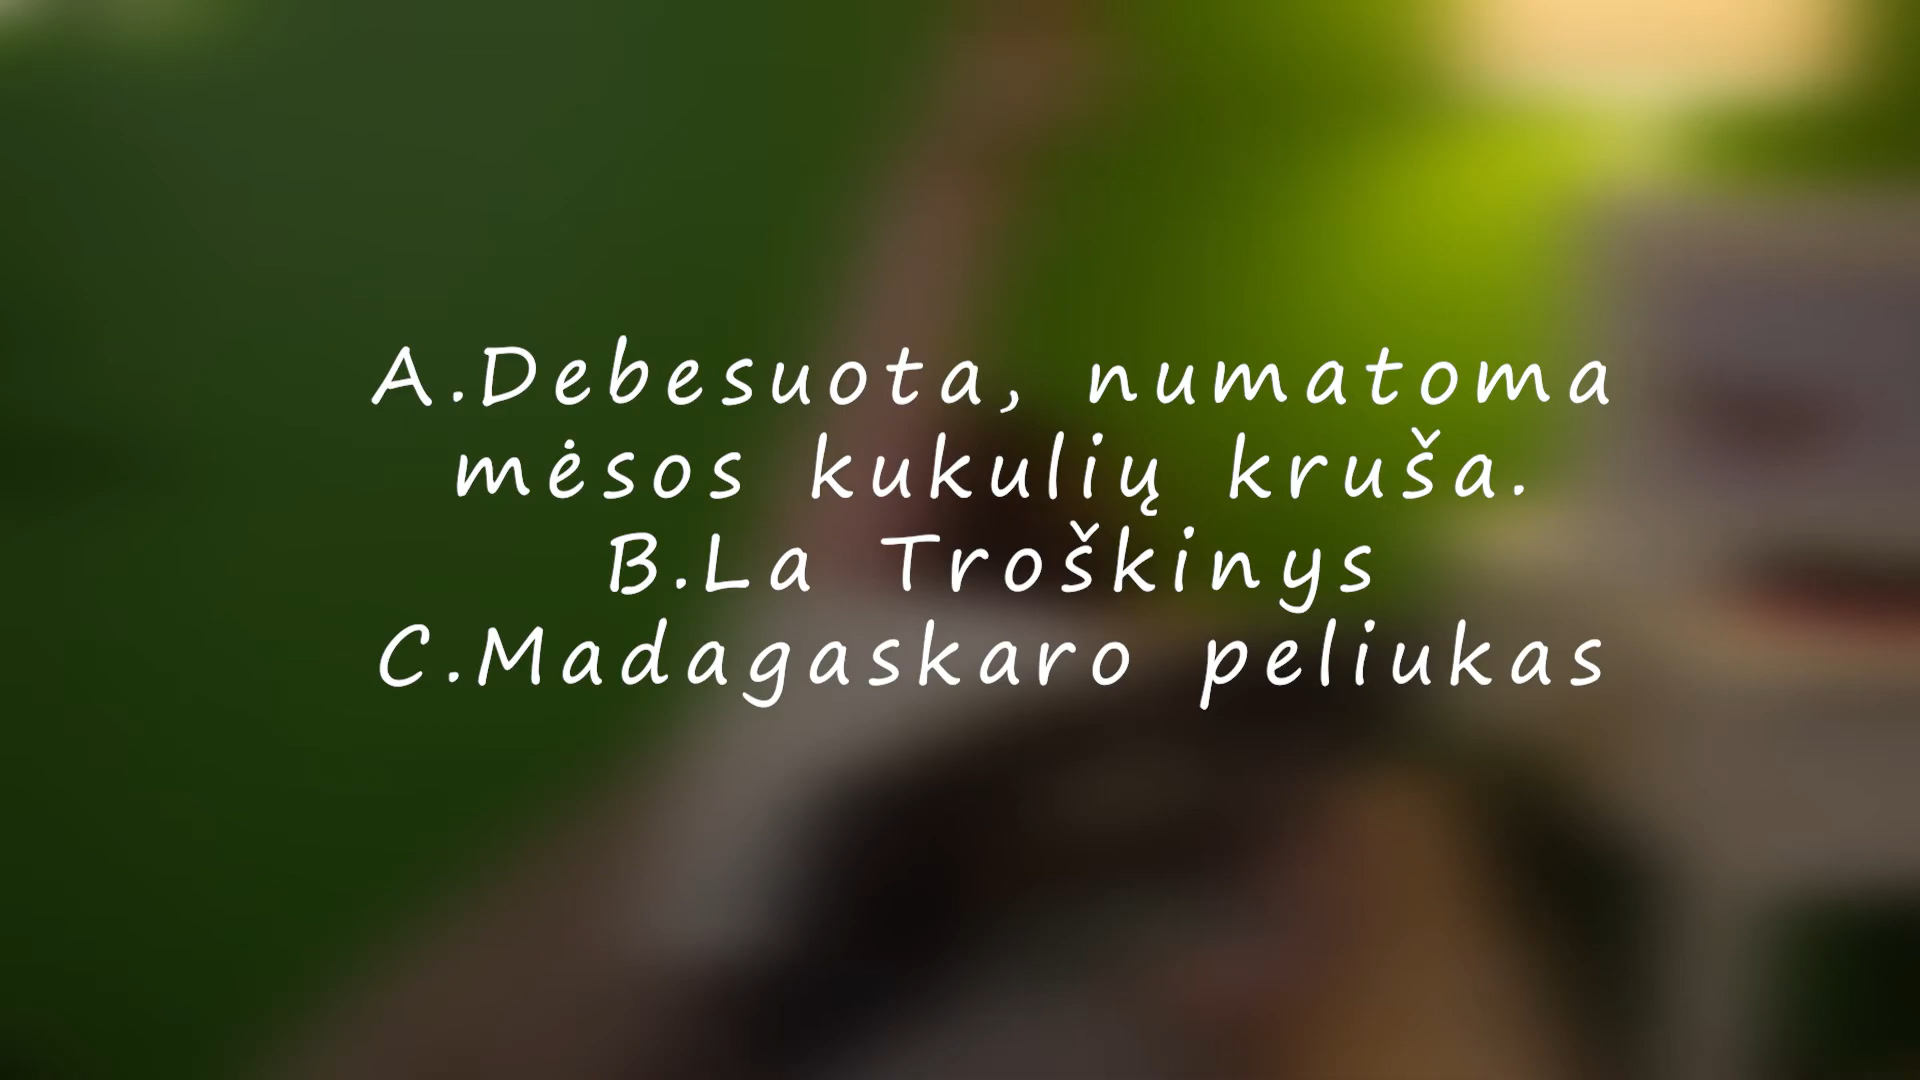 A.Debesuota, numatoma
mėsos kukulių kruša.
B.La Troškinys
C.Madagaskaro peliukas